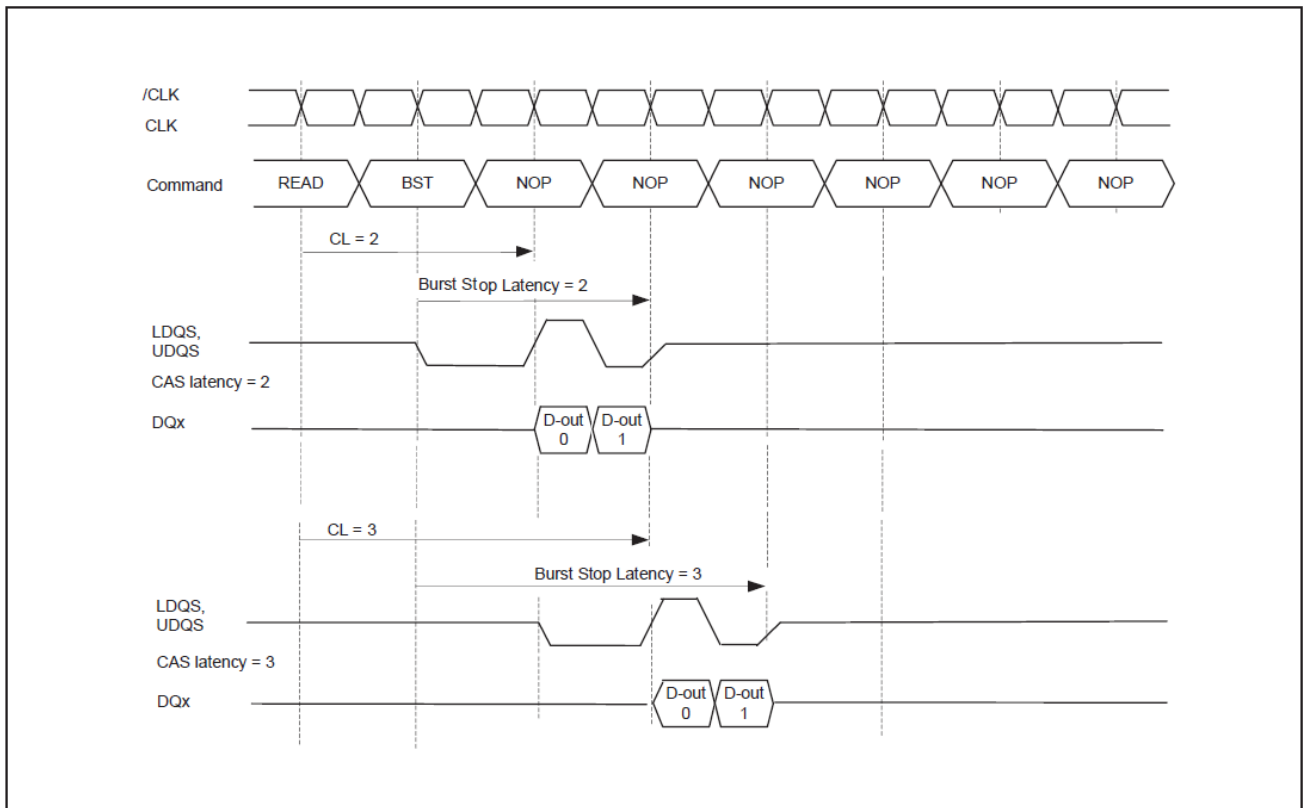 /CLK
CLK
Command
READ
BST
NOP
NOP
NOP
NOP
NOP
NOP
CL = 2
Burst Stop Latency = 2
LDQS,
UDQS
CAS latency = 2
DQx
D-out
0
D-out
1
CL = 3
Burst Stop Latency = 3
LDQS,
UDQS
CAS latency = 3
DQx
D-out
0
D-out
1